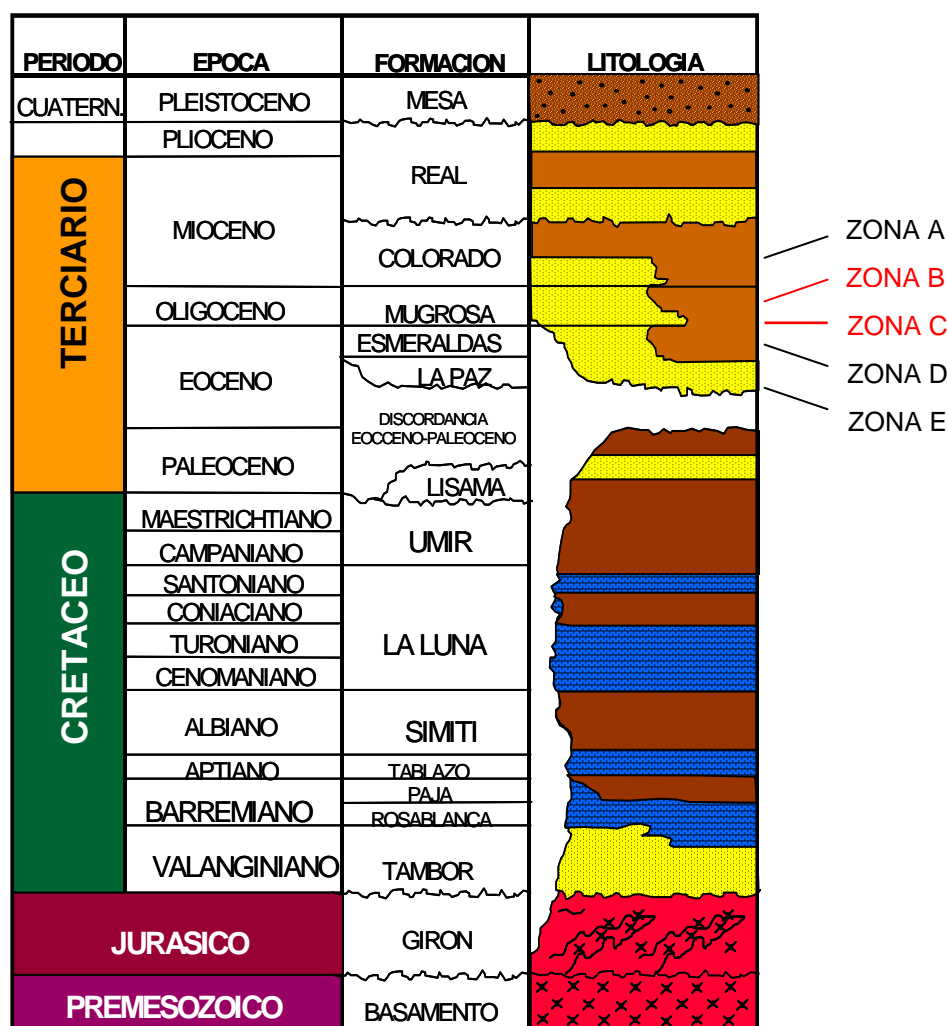 PERIODO
EPOCA
FORMACION
LITOLOGIA
CUATERN.
PLEISTOCENO
MESA
PLIOCENO
REAL
TERCIARIO
MIOCENO
COLORADO
ZONA A
ZONA B
OLIGOCENO
MUGROSA
ZONA C
ESMERALDAS
EOCENO
LA PAZ
ZONA D
ZONA E
DISCORDANCIA
EOCCENO-PALEOCENO
PALEOCENO
LISAMA
CRETACEO
MAESTRICHTIANO
UMIR
CAMPANIANO
SANTONIANO
CONIACIANO
TURONIANO
LA LUNA
CENOMANIANO
ALBIANO
SIMITI
APTIANO
TABLAZO
PAJA
BARREMIANO
ROSABLANCA
VALANGINIANO
TAMBOR
JURASICO
GIRON
PREMESOZOICO
BASAMENTO